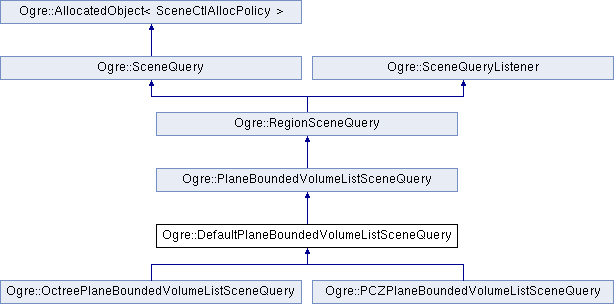 Ogre::AllocatedObject< SceneCtlAllocPolicy >
Ogre::SceneQuery
Ogre::SceneQueryListener
Ogre::RegionSceneQuery
Ogre::PlaneBoundedVolumeListSceneQuery
Ogre::DefaultPlaneBoundedVolumeListSceneQuery
Ogre::OctreePlaneBoundedVolumeListSceneQuery
Ogre::PCZPlaneBoundedVolumeListSceneQuery